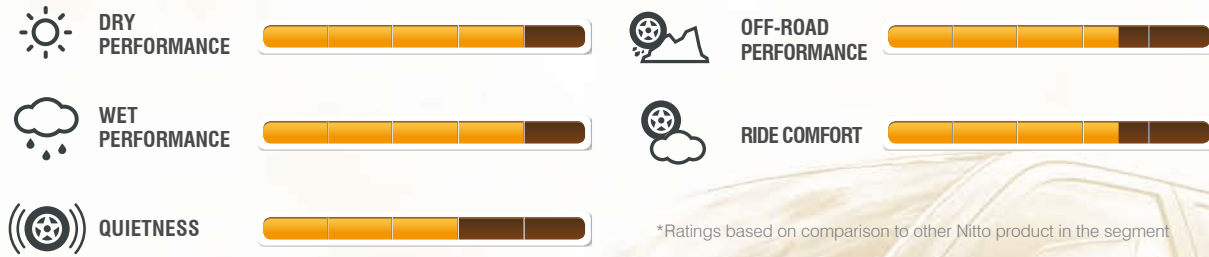 DRY
PERFORMANCE
WET
PERFORMANCE
QUIETNESS
OFF-ROAD
PERFORMANCE
RIDE COMFORT
*Ratings based on comparison to other Nitto product in the segment